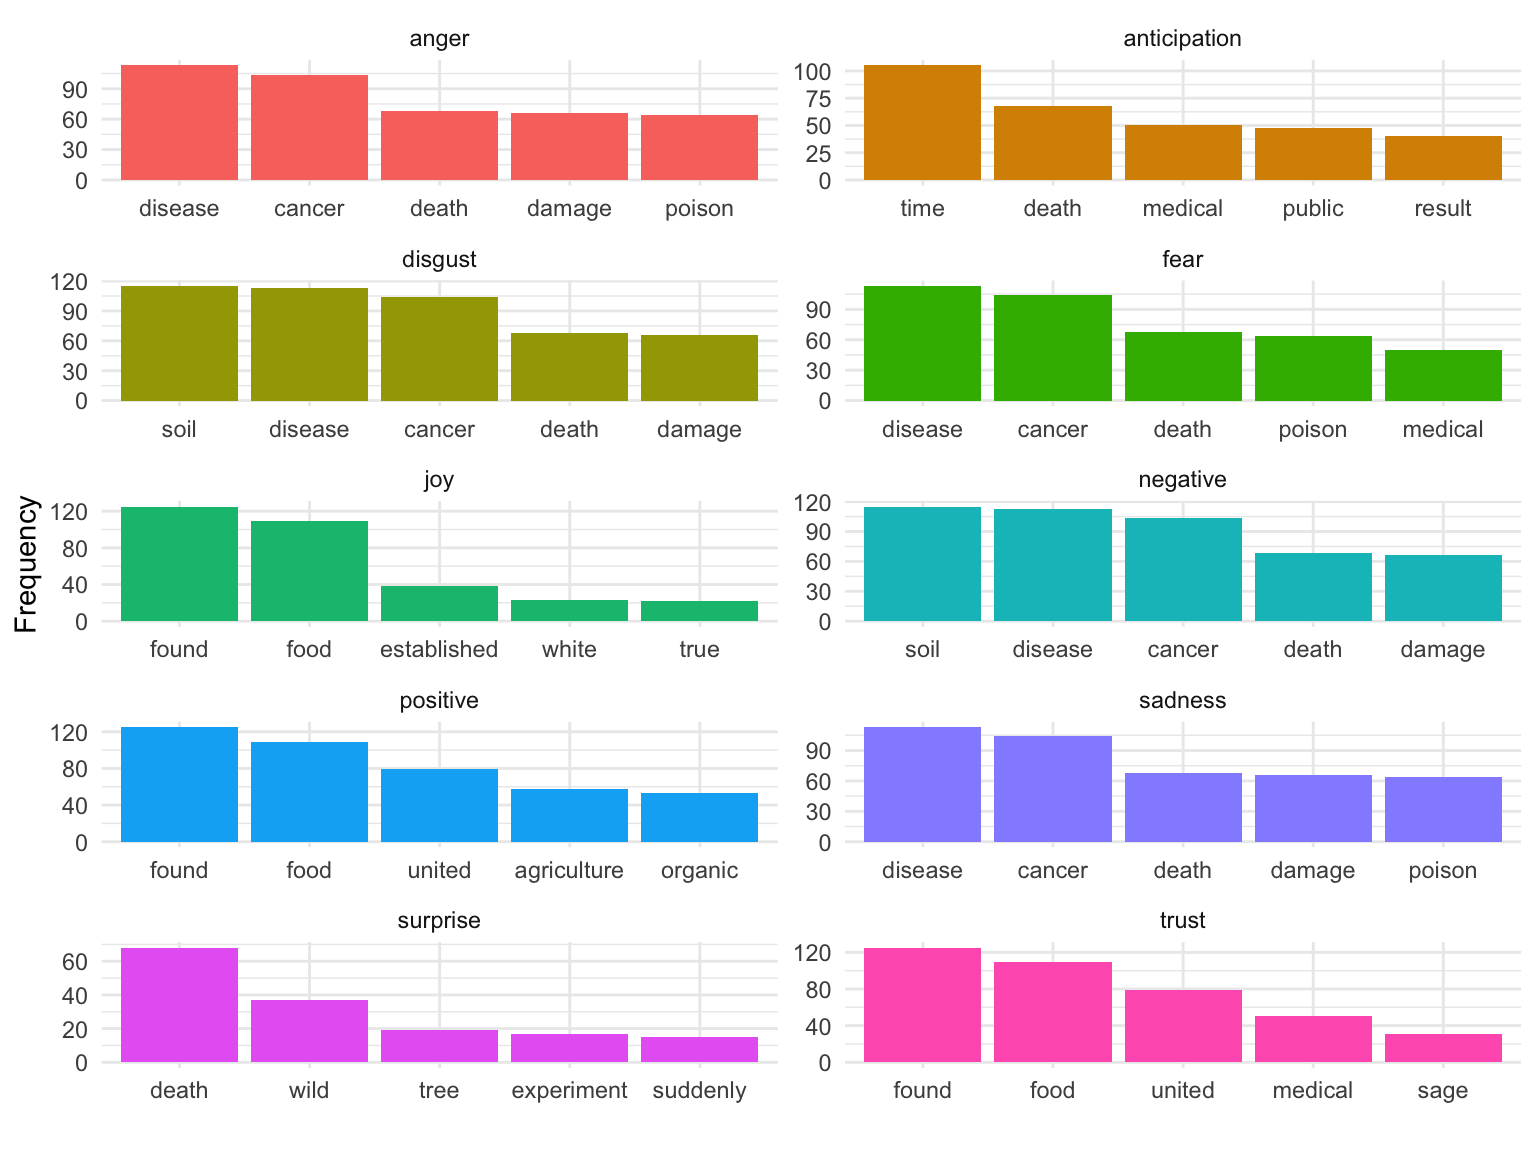 anger
90
60
30
0
disease cancer death damage poison
anticipation
100
75
50
25
0
time death medical public result
disgust
120
90
60
30
0
soil disease cancer death damage
fear
90
60
30
0
disease cancer death poison medical
Frequency
joy
120
80
40
0
found food established white true
negative
120
90
60
30
0
soil disease cancer death damage
positive
120
80
40
0
found food united agriculture organic
sadness
90
60
30
0
disease cancer death damage poison
surprise
60
40
20
0
death wild tree experiment suddenly
trust
120
80
40
0
found food united medical sage